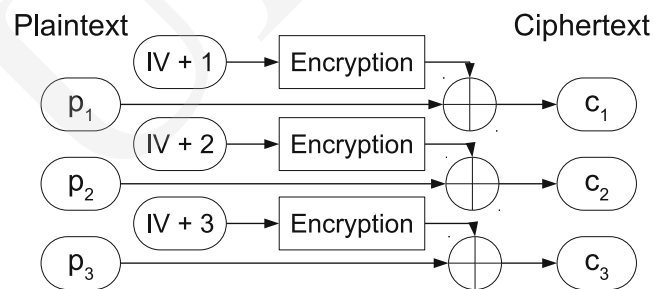 Plaintext Ciphertext
IV + 1 Encryption
p1 c1
IV + 2 Encryption
p2 c2
IV + 3 Encryption
p3 c3